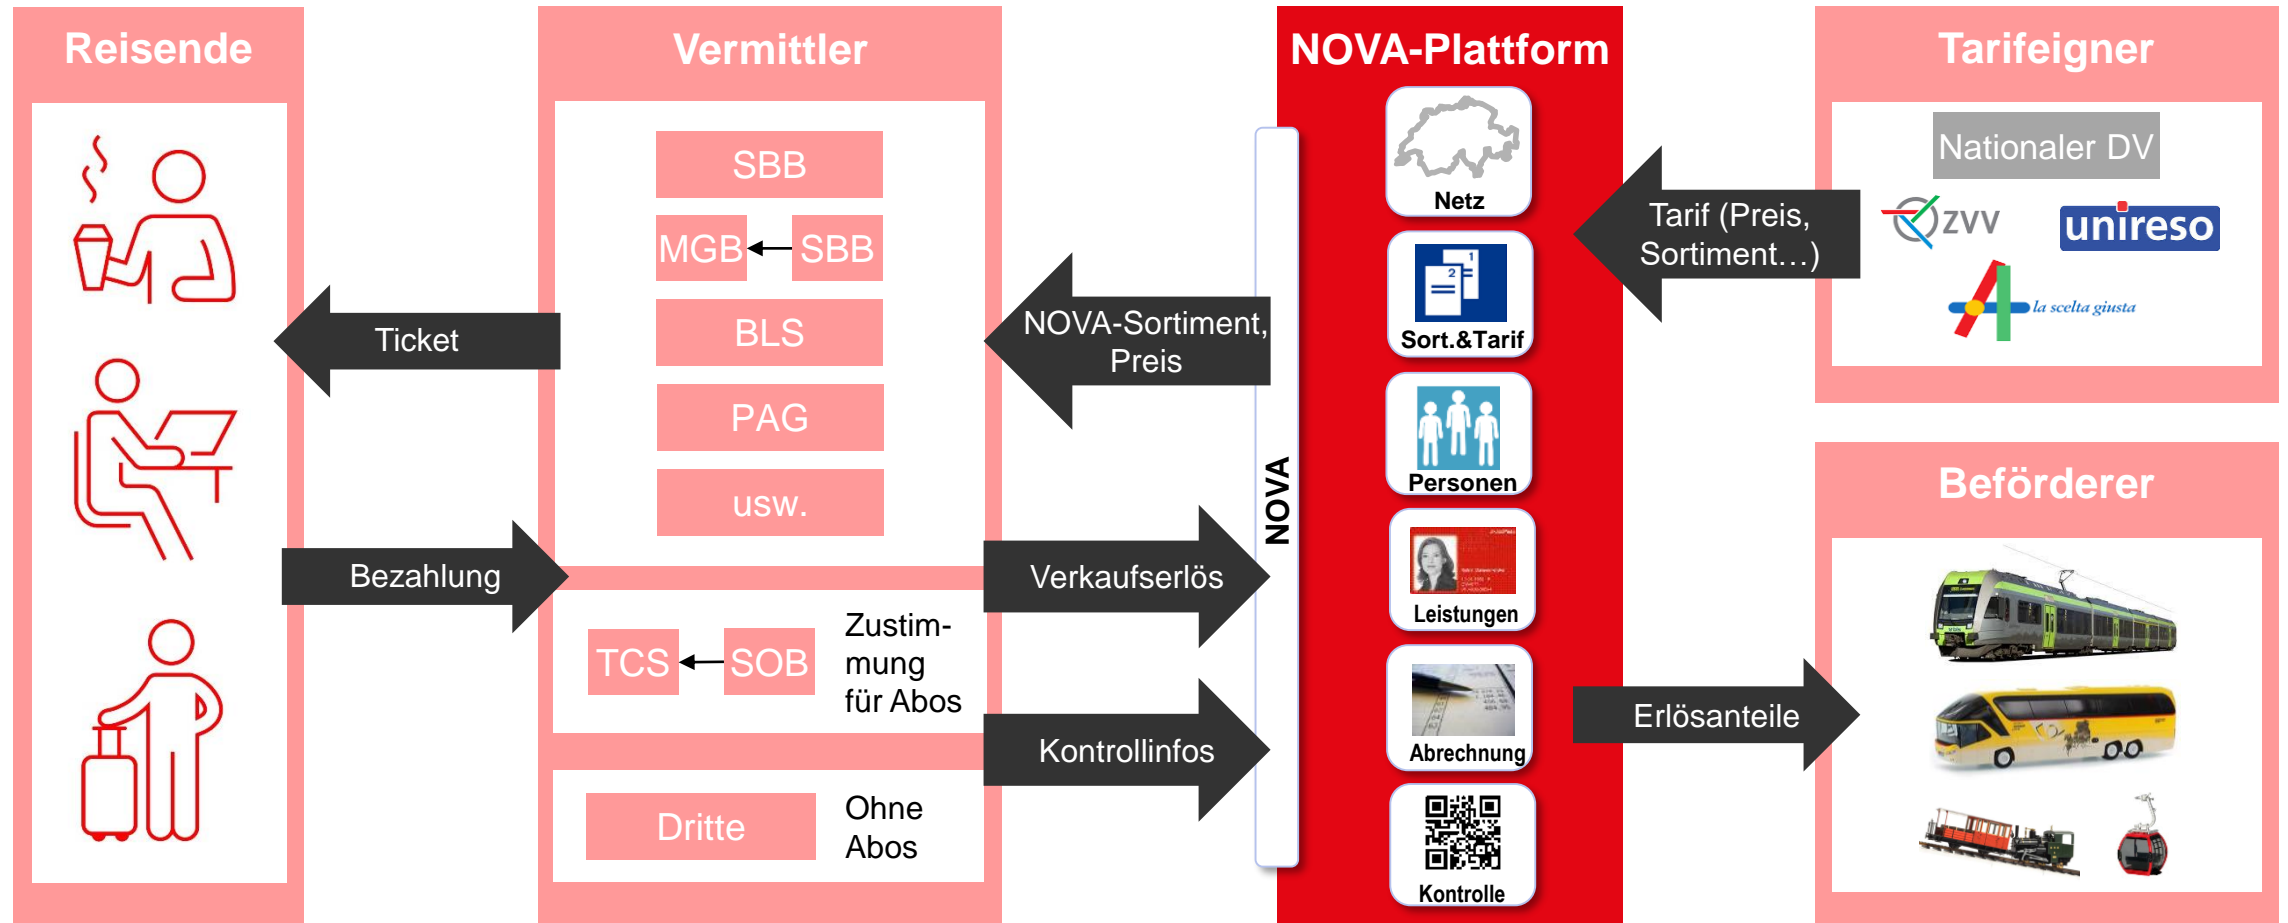 Reisende
Vermittler
NOVA-Plattform
Tarifeigner
SBB
MGB
SBB
BLS
PAG
usw.
TCS
SOB
Zustim-
mung
für Abos
Dritte
Ohne
Abos
Ticket
Bezahlung
NOVA-Sortiment,
Preis
Verkaufserlös
Kontrollinfos
NOVA
Netz
2
1
Sort.&Tarif
Personen
Leistungen
Abrechnung
Kontrolle
Tarif (Preis,
Sortiment…)
Erlösanteile
Nationaler DV
ZVV
unireso
la scelta giusta
Beförderer